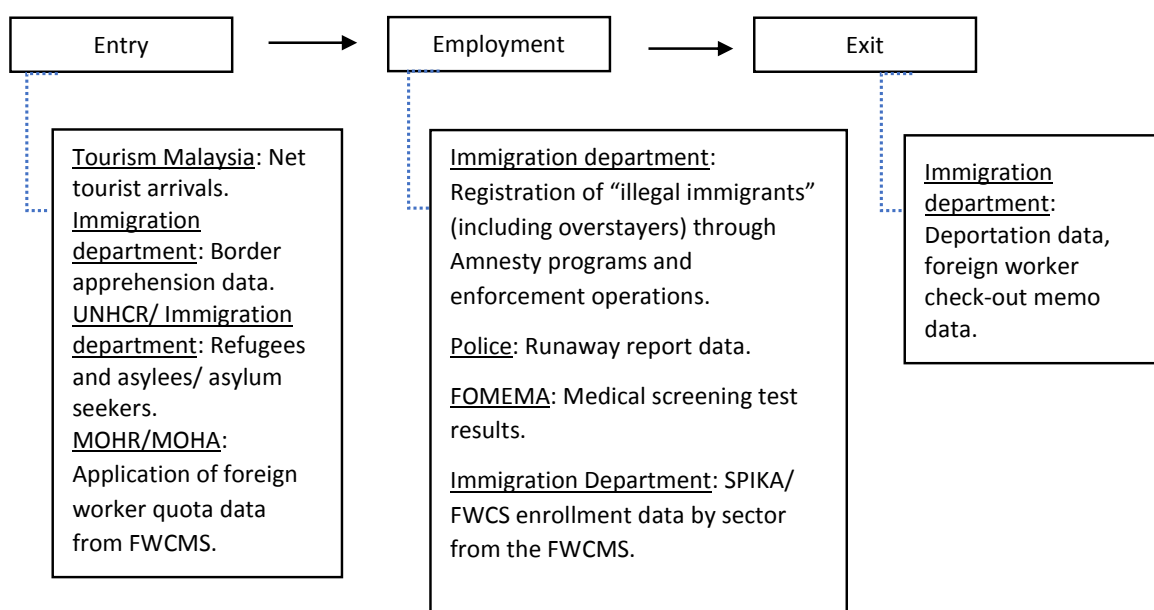 Entry
Employment
Exit
Tourism Malaysia: Net
tourist arrivals.
Immigration
department: Border
apprehension data.
UNHCR/ Immigration
department: Refugees
and asylees/ asylum
seekers.
MOHR/MOHA:
Application of foreign
worker quota data
from FWCMS.
Immigration department:
Registration of “illegal immigrants”
(including overstayers) through
Amnesty programs and
enforcement operations.
Police: Runaway report data.
FOMEMA: Medical screening test
results.
Immigration Department: SPIKA/
FWCS enrollment data by sector
from the FWCMS.
Immigration
department:
Deportation data,
foreign worker
check-out memo
data.